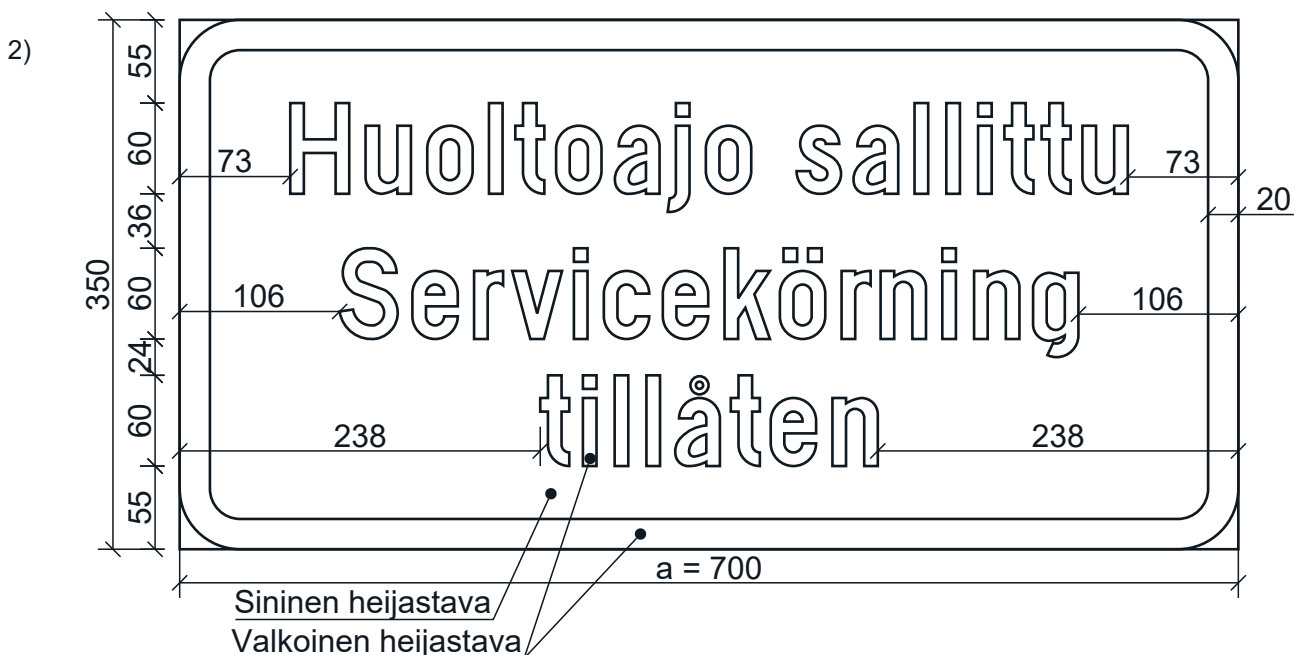 2)
55
60
36
60
24
60
55
350
Huoltoajo sallittu
73
73
20
Servicekörning
106
106
tillåten
238
238
a = 700
Sininen heijastava
Valkoinen heijastava